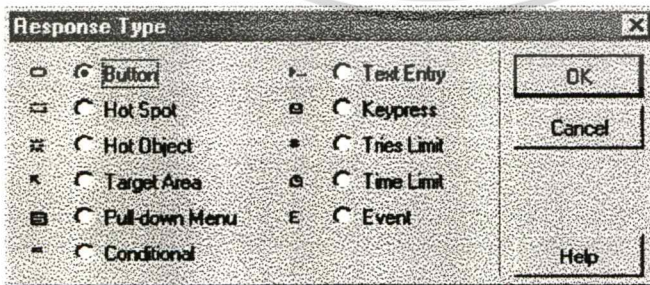 Response Type
Button
Hot Spot
Hot Object
Target Area
Pull-down Menu
Conditional
Text Entry
Keypress
Tries Limit
Time Limit
E Event
OK
Cancel
Help